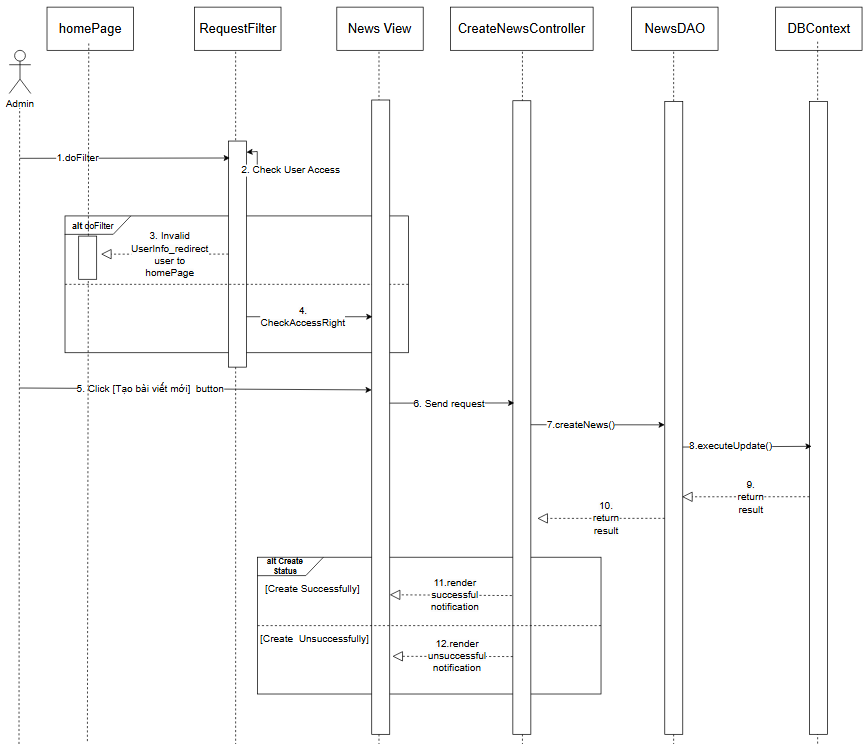 homePage
RequestFilter
News View
CreateNewsController
NewsDAO
DBContext
Admin
1.doFilter
2. Check User Access
alt doFilter
3. Invalid
UserInfo_redirect
user to
homePage
4.
CheckAccessRight
5. Click [Tạo bài viết mới] button
6. Send request
7.createNews()
8.executeUpdate()
9.
return
result
10.
return
result
alt Create
Status
[Create Successfully]
11.render
successful
notification
[Create Unsuccessfully]
12.render
unsuccessful
notification